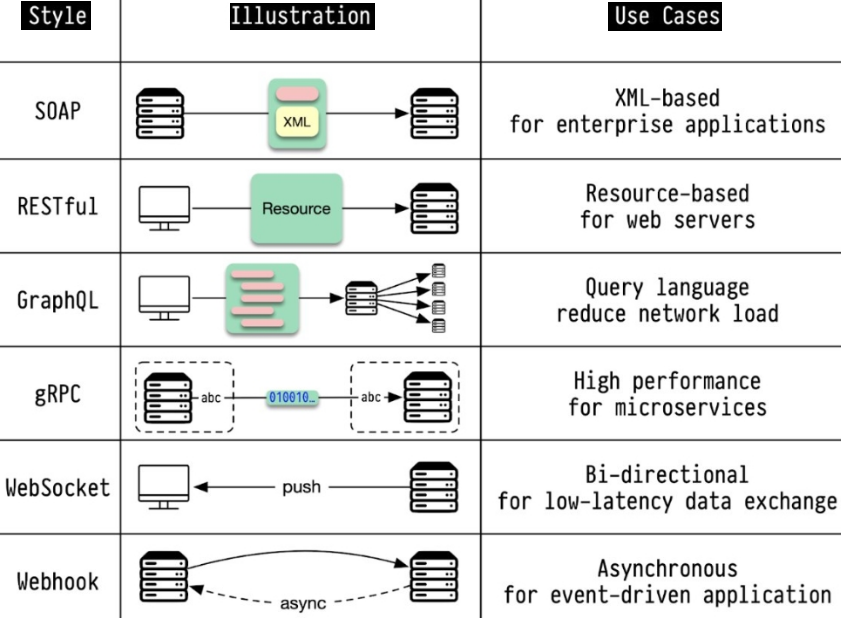 Style Illustration Use Cases
SOAP
XML
XML-based
for enterprise applications
RESTful
Resource
Resource-based
for web servers
GraphQL
Query language
reduce network load
gRPC
abc 010010… abc
High performance
for microservices
WebSocket
push
Bi-directional
for low-latency data exchange
Webhook
async
Asynchronous
for event-driven application